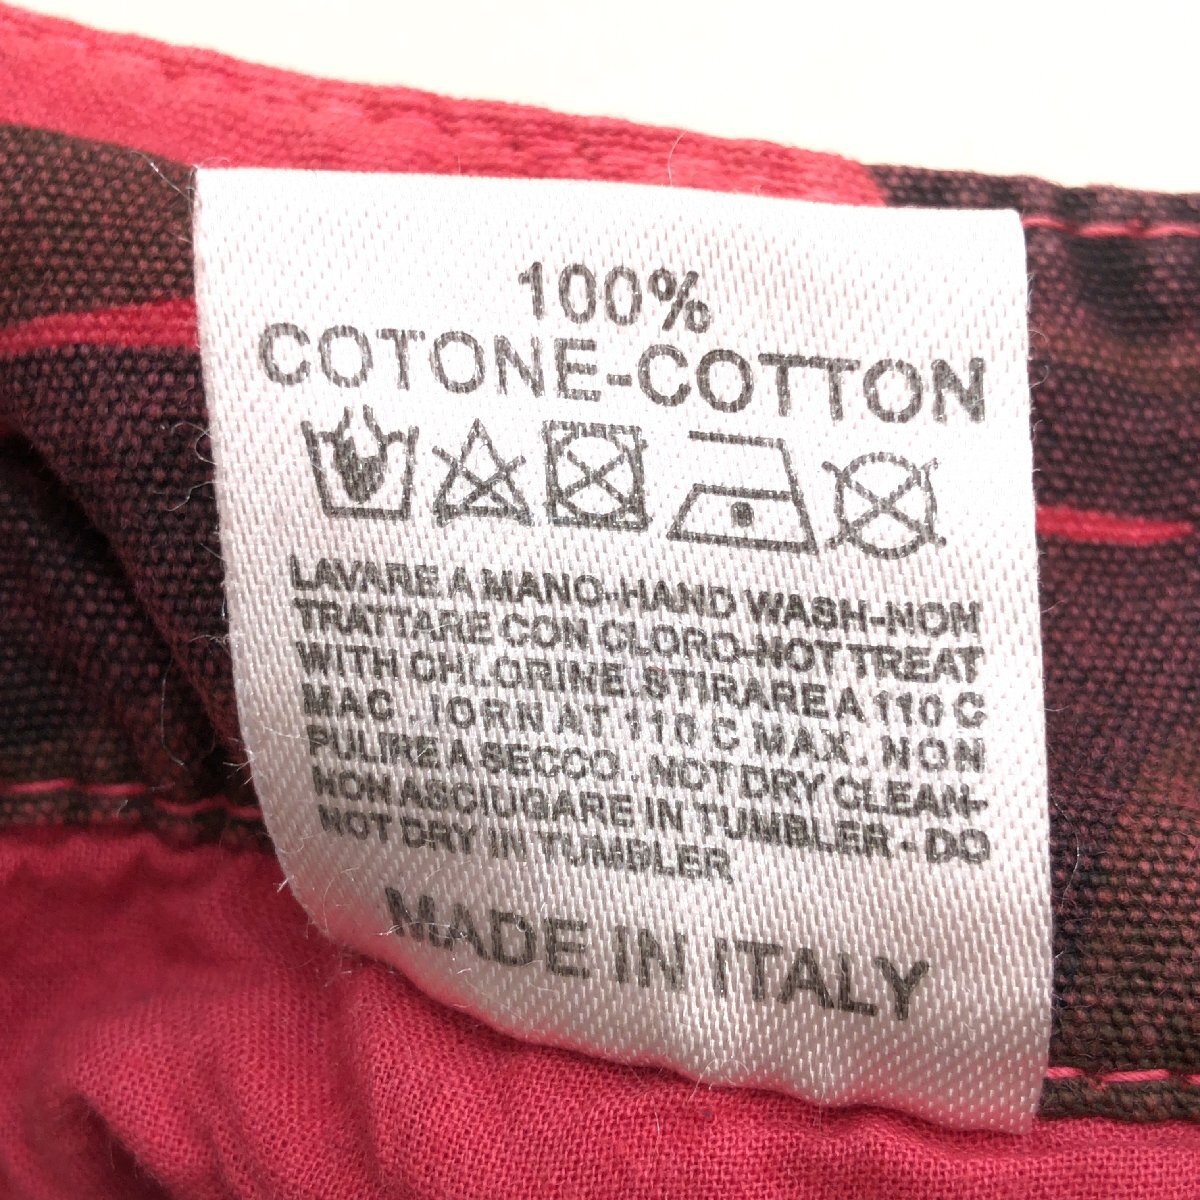 100%
COTONE-COTTON
LAVARE A MANO-HAND WASH-NOM
TRATTARE CON CLORO-NOT TREAT
WITH CHLORINE.STIRARE A 110 C
MAC . IORN AT 110 C MAX. NON
PULIRE A SECCO . NOT DRY CLEAN-
NON ASCIUGARE IN TUMBLER - DO
NOT DRY IN TUMBLER
MADE IN ITALY